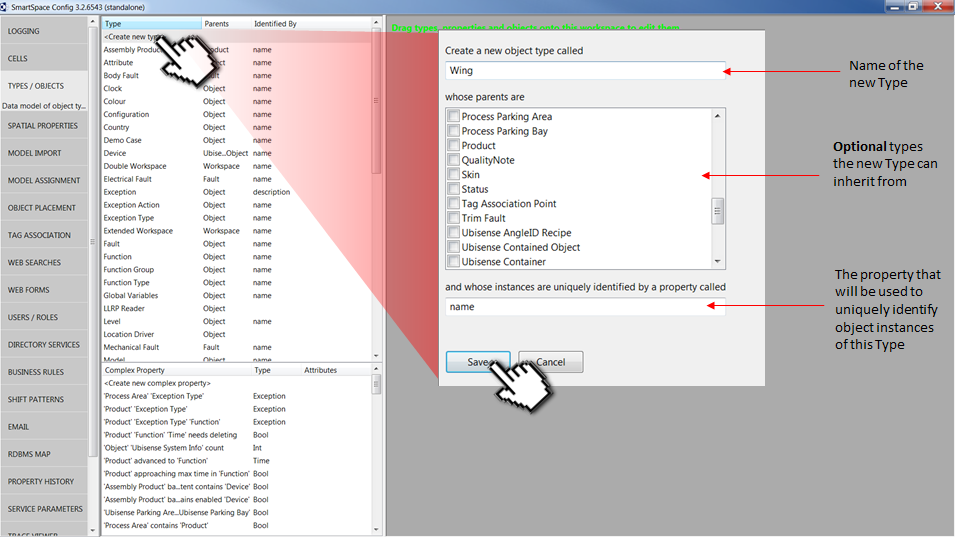 SmartSpace Config 3.2.6543 (standalone)
LOGGING
CELLS
TYPES / OBJECTS
Data model of object ty...
SPATIAL PROPERTIES
MODEL IMPORT
MODEL ASSIGNMENT
OBJECT PLACEMENT
TAG ASSOCIATION
WEB SEARCHES
WEB FORMS
USERS / ROLES
DIRECTORY SERVICES
BUSINESS RULES
SHIFT PATTERNS
EMAIL
RDBMS MAP
PROPERTY HISTORY
SERVICE PARAMETERS
TRACE VIEWER
Type Parents Identified By
<Create new typ
Assembly Produc oduct name
Attribute name
Body Fault name
Clock Object name
Colour Object name
Configuration Object name
Country Object name
Demo Case Object name
Device Ubise...Object name
Double Workspace Workspace name
Electrical Fault Fault name
Exception Object description
Exception Action Object name
Exception Type Object name
Extended Workspace Workspace name
Fault Object name
Function Object name
Function Group Object name
Function Type Object name
Global Variables Object name
LLRP Reader Object
Level Object name
Location Driver Object
Mechanical Fault Fault name
Model Object name
Complex Property Type Attributes
<Create new complex property>
'Process Area' 'Exception Type' Exception
'Product' 'Exception Type' Exception
'Product' 'Exception Type' 'Function' Exception
'Product' 'Function' 'Time' needs deleting Bool
'Object' 'Ubisense System Info' count Int
'Product' advanced to 'Function' Time
'Product' approaching max time in 'Function' Bool
'Assembly Product' ba...tent contains 'Device' Bool
'Assembly Product' ba...ains enabled 'Device' Bool
'Ubisense Parking Are...Ubisense Parking Bay' Bool
'Process Area' contains 'Product' Bool
Drag types, properties and objects onto this workspace to edit them
Create a new object type called
Wing
whose parents are
Process Parking Area
Process Parking Bay
Product
QualityNote
Skin
Status
Tag Association Point
Trim Fault
Ubisense AngleID Recipe
Ubisense Contained Object
Ubisense Container
and whose instances are uniquely identified by a property called
name
Save Cancel
Name of the
new Type
Optional types
the new Type can
inherit from
The property that
will be used to
uniquely identify
object instances
of this Type